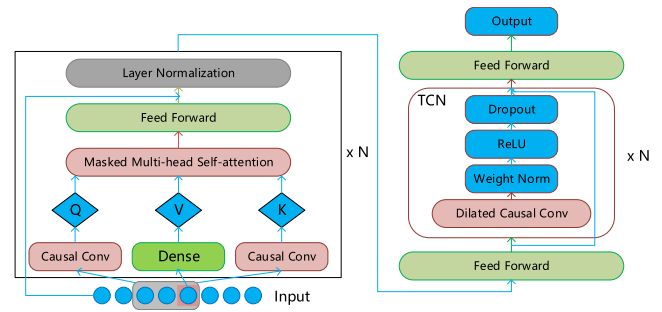 Layer Normalization
Feed Forward
Masked Multi-head Self-attention
Q
V
K
Causal Conv
Dense
Causal Conv
Input
x N
Output
Feed Forward
TCN
Dropout
ReLU
Weight Norm
Dilated Causal Conv
x N
Feed Forward